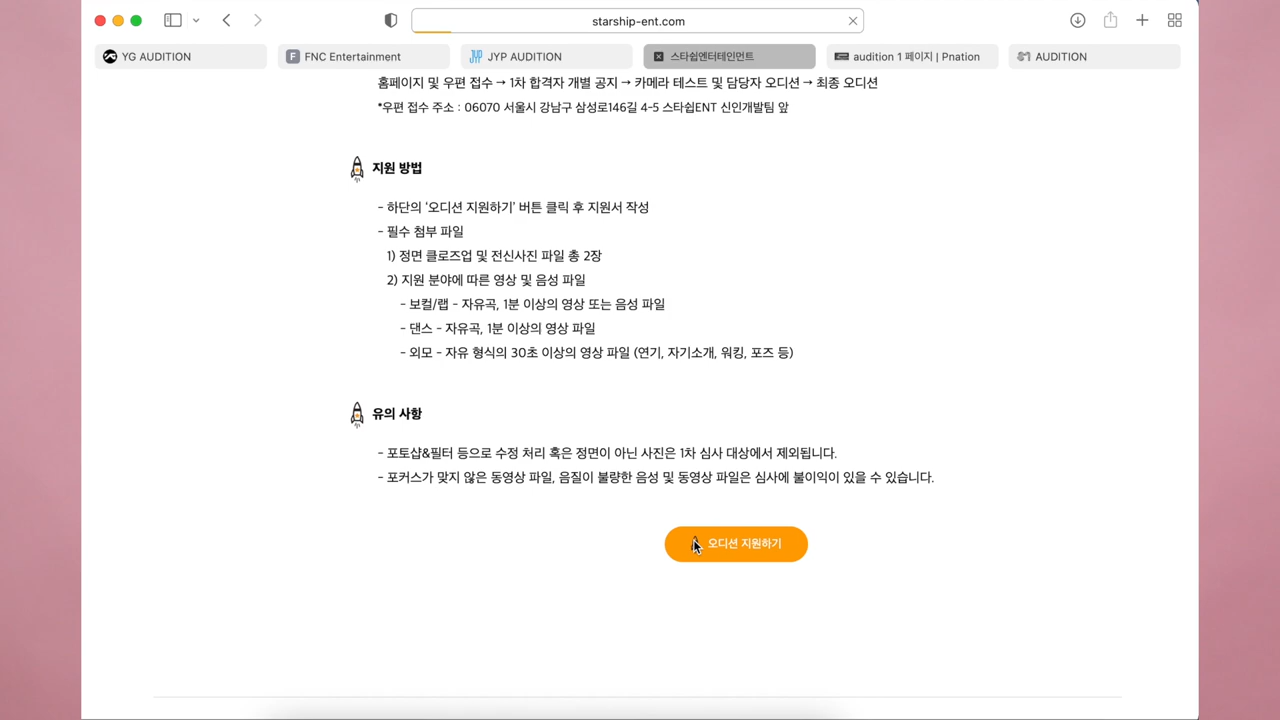 starship-ent.com
YG AUDITION
FNC Entertainment
JYP AUDITION
스타쉽엔터테인먼트
audition 1 페이지 | Pnation
AUDITION
홈페이지 및 우편 접수 → 1차 합격자 개별 공지 → 카메라 테스트 및 담당자 오디션 → 최종 오디션
*우편 접수 주소 : 06070 서울시 강남구 삼성로146길 4-5 스타쉽ENT 신인개발팀 앞
지원 방법
- 하단의 '오디션 지원하기' 버튼 클릭 후 지원서 작성
- 필수 첨부 파일
1) 정면 클로즈업 및 전신사진 파일 총 2장
2) 지원 분야에 따른 영상 및 음성 파일
- 보컬/랩 - 자유곡, 1분 이상의 영상 또는 음성 파일
- 댄스 - 자유곡, 1분 이상의 영상 파일
- 외모 - 자유 형식의 30초 이상의 영상 파일 (연기, 자기소개, 워킹, 포즈 등)
유의 사항
- 포토샵&필터 등으로 수정 처리 혹은 정면이 아닌 사진은 1차 심사 대상에서 제외됩니다.
- 포커스가 맞지 않은 동영상 파일, 음질이 불량한 음성 및 동영상 파일은 심사에 불이익이 있을 수 있습니다.
오디션 지원하기